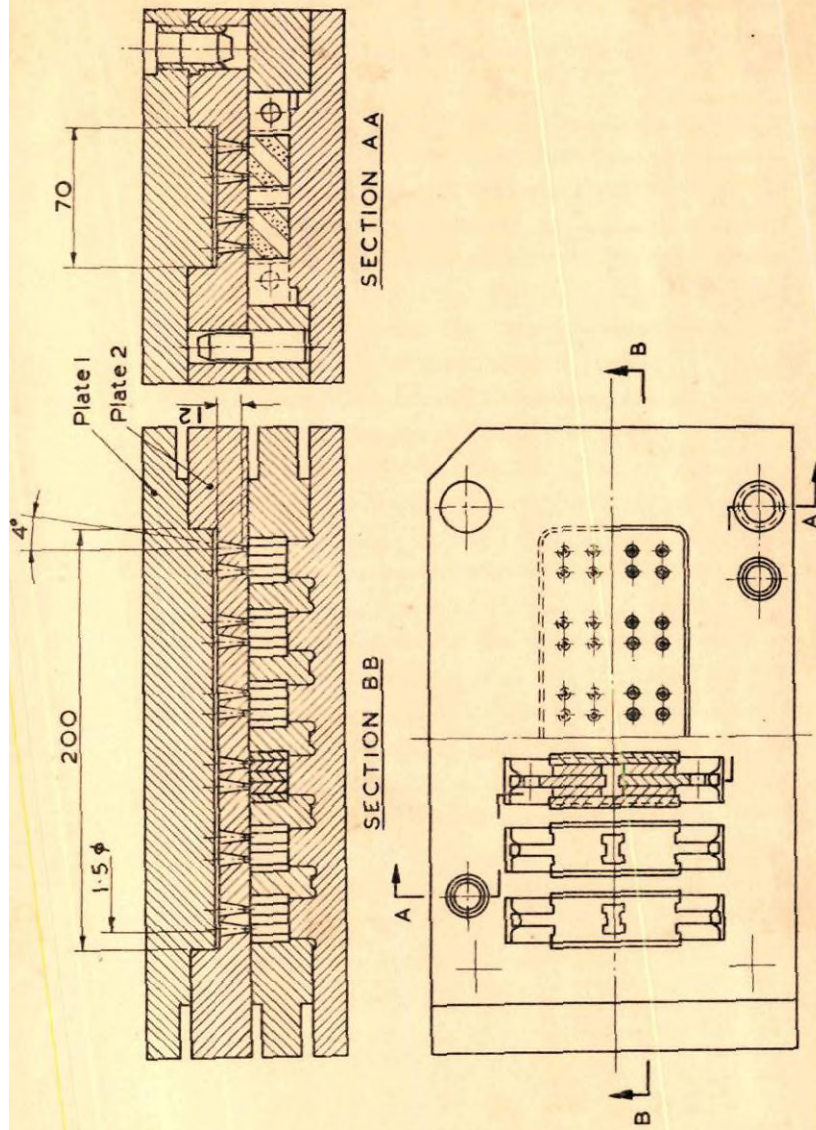 70
SECTION AA
Plate 1
Plate 2
12
4°
200
1·5 ϕ
SECTION BB
A
A
B
B